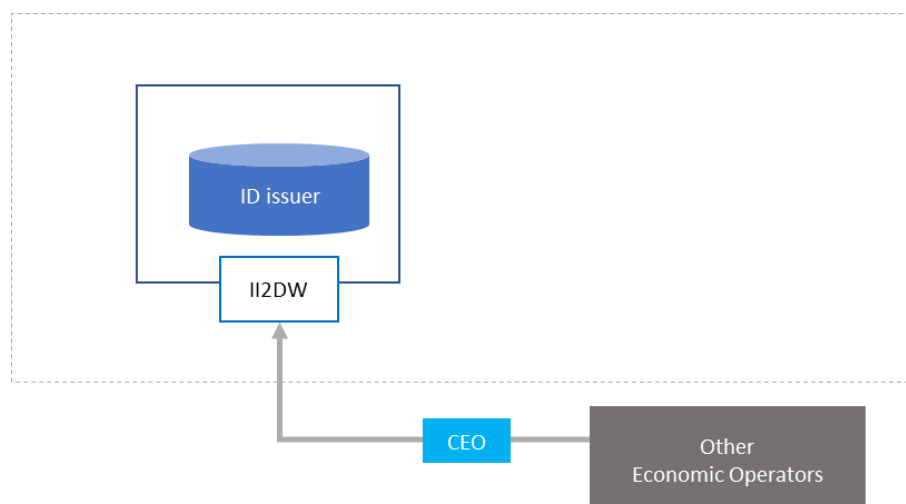 ID issuer
II2DW
CEO
Other
Economic Operators